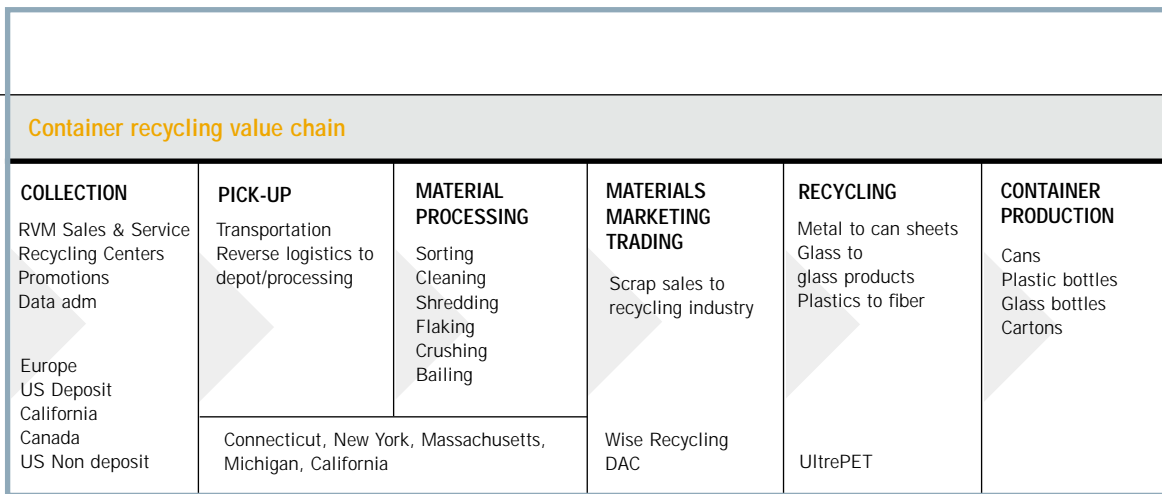 Container recycling value chain
COLLECTION
RVM Sales & Service
Recycling Centers
Promotions
Data adm
Europe
US Deposit
California
Canada
US Non deposit
PICK-UP
Transportation
Reverse logistics to
depot/processing
MATERIAL
PROCESSING
Sorting
Cleaning
Shredding
Flaking
Crushing
Bailing
Connecticut, New York, Massachusetts,
Michigan, California
MATERIALS
MARKETING
TRADING
Scrap sales to
recycling industry
Wise Recycling
DAC
RECYCLING
Metal to can sheets
Glass to
glass products
Plastics to fiber
UltrePET
CONTAINER
PRODUCTION
Cans
Plastic bottles
Glass bottles
Cartons